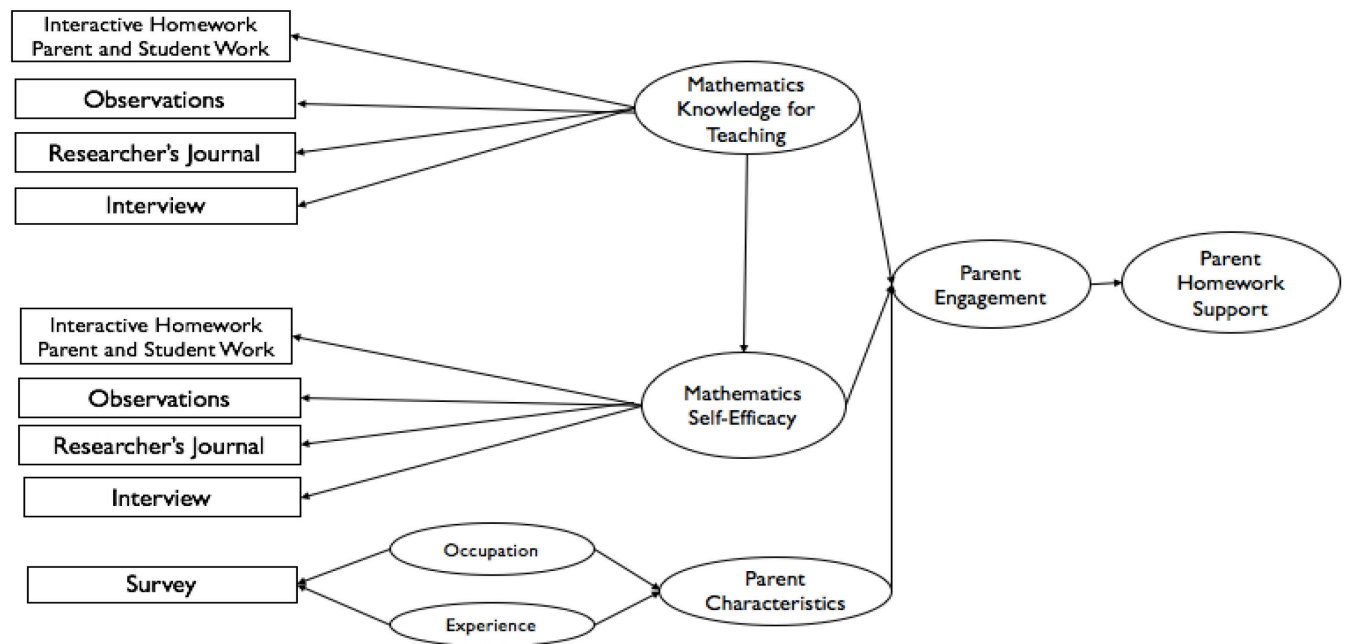 Interactive Homework
Parent and Student Work
Observations
Researcher's Journal
Interview
Mathematics
Knowledge for
Teaching
Parent
Engagement
Parent
Homework
Support
Interactive Homework
Parent and Student Work
Observations
Researcher's Journal
Interview
Mathematics
Self-Efficacy
Occupation
Survey
Experience
Parent
Characteristics